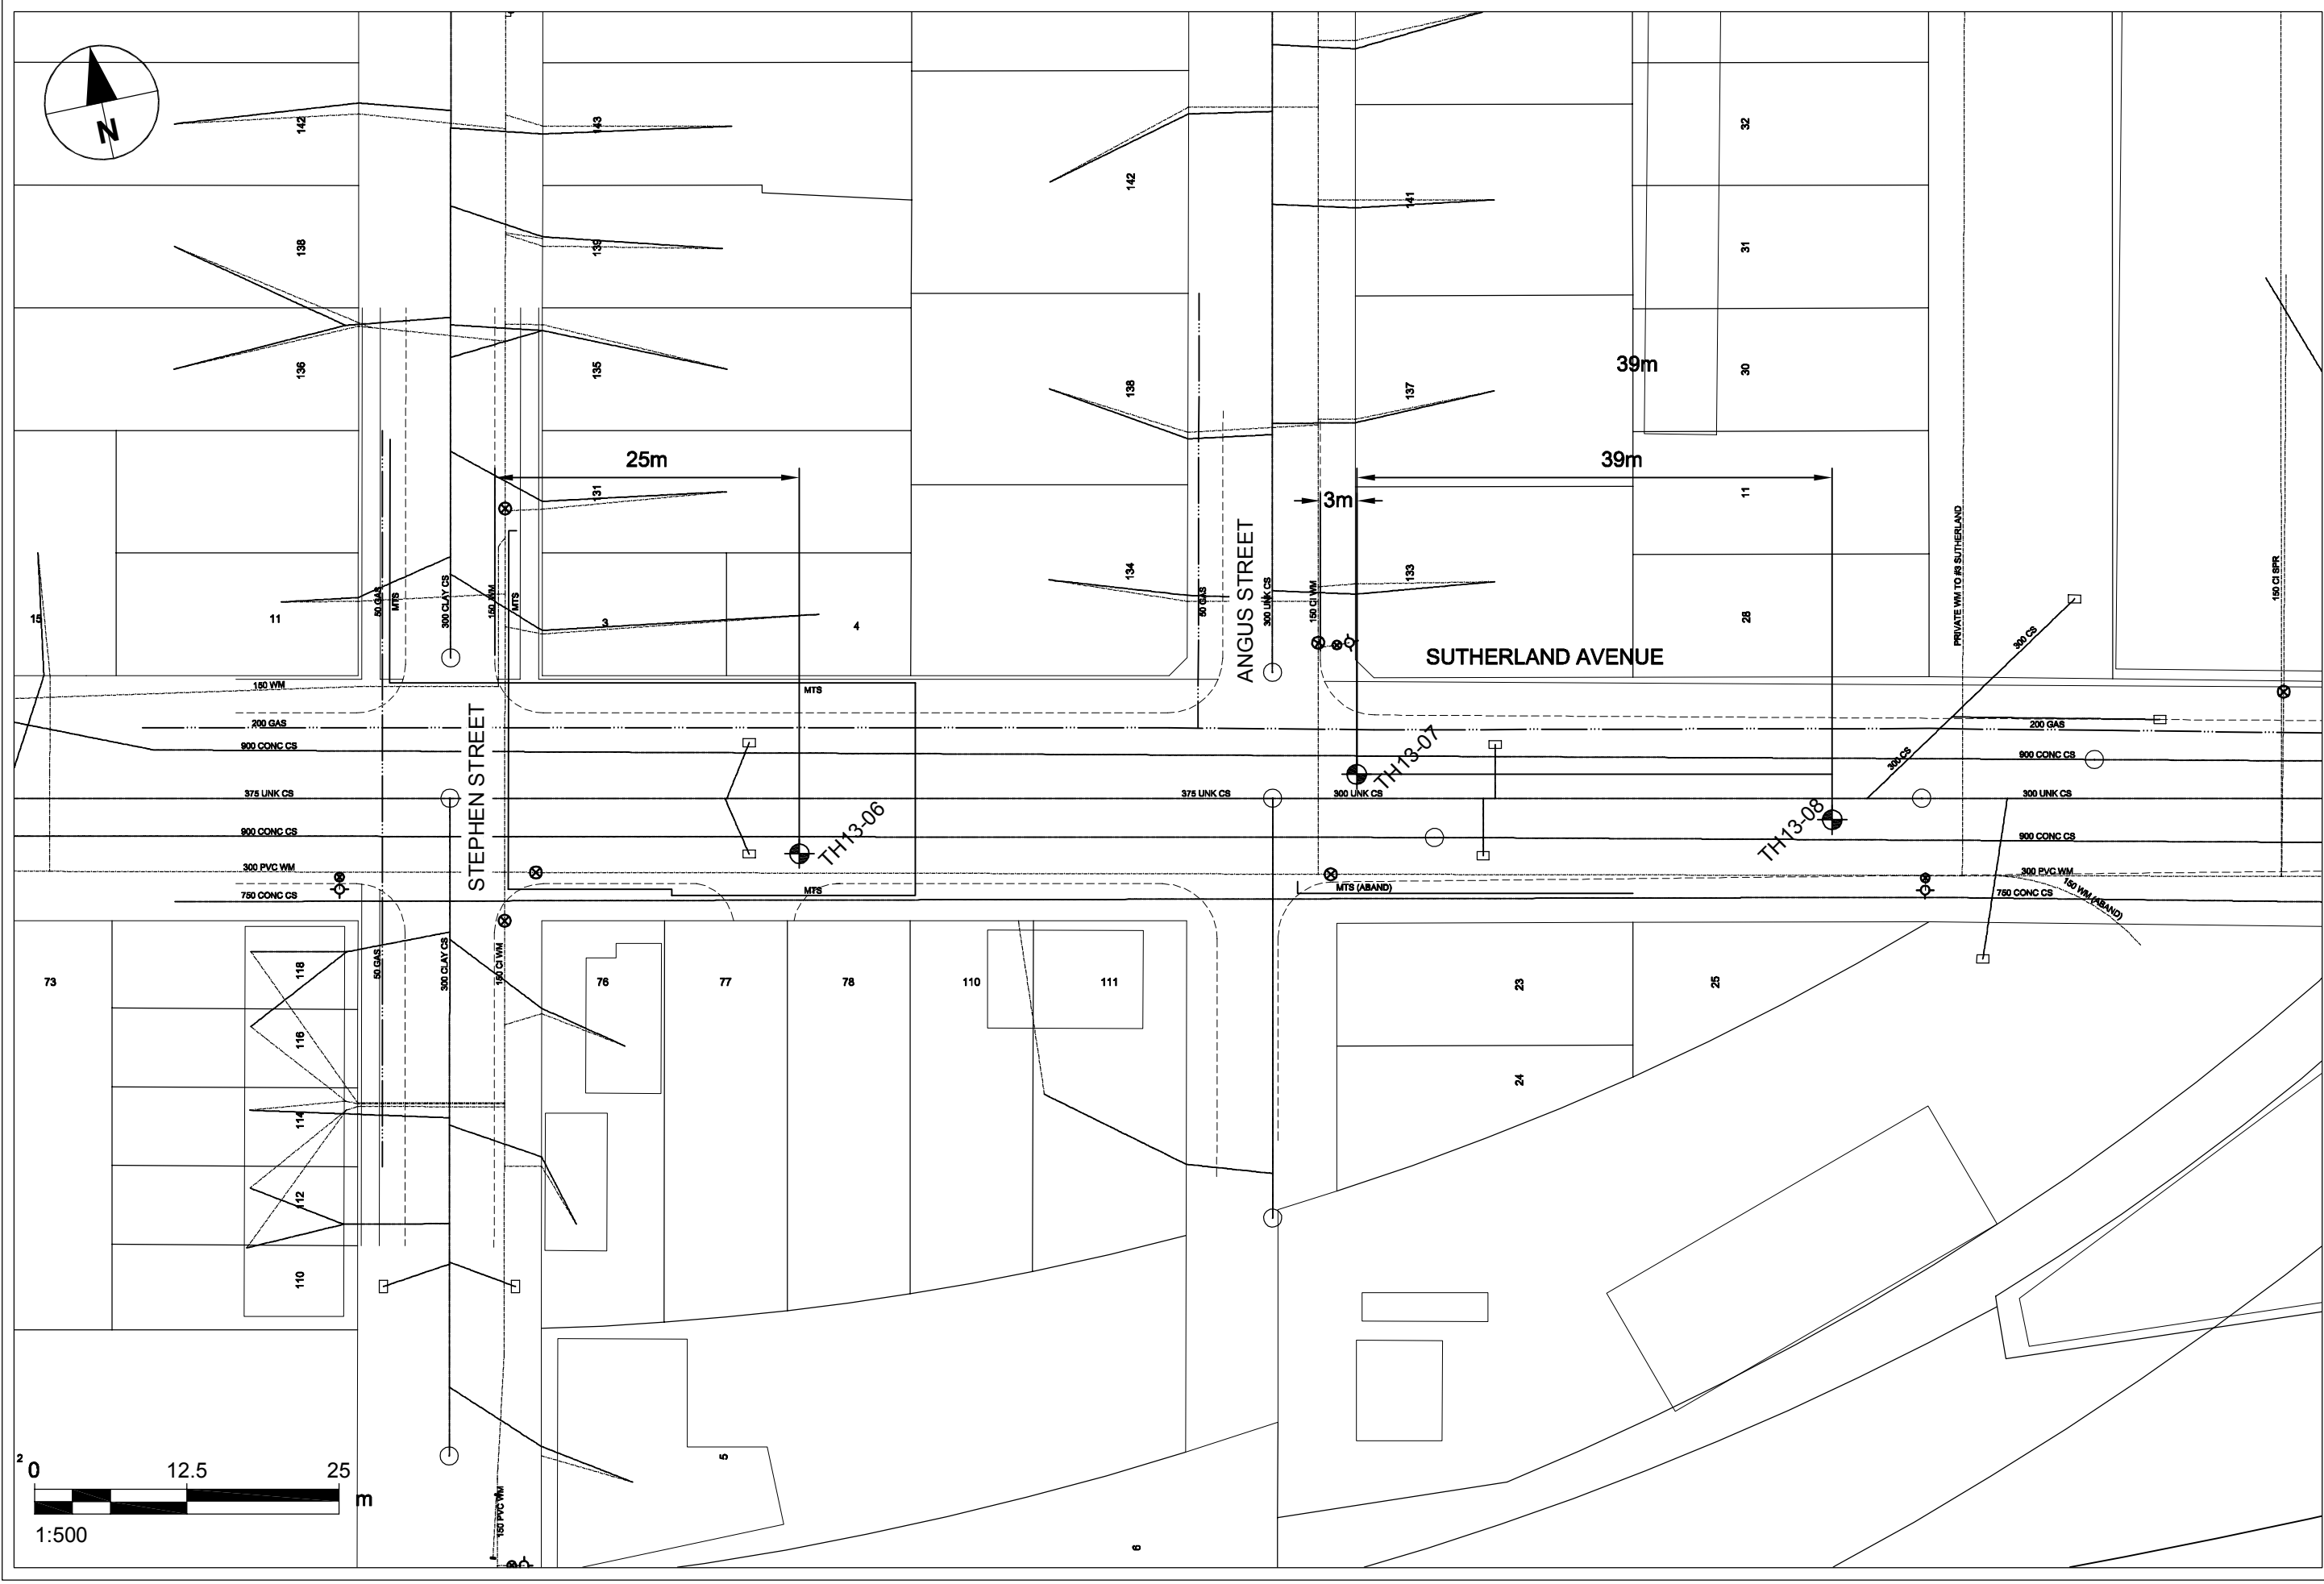 N
142
143
142
32
141
138
139
31
136
135
138
137
39m
30
25m
39m
131
3m
11
15
11
50 GAS
MTS
300 CLAY CS
150 WM
MTS
3
4
134
50 GAS
ANGUS STREET
300 UNK CS
150 CI WM
133
28
PRIVATE WM TO #3 SUTHERLAND
150 CI SPR
300 CS
SUTHERLAND AVENUE
150 WM
MTS
200 GAS
200 GAS
900 CONC CS
STEPHEN STREET
TH13-07
300 CS
900 CONC CS
375 UNK CS
375 UNK CS
300 UNK CS
300 UNK CS
900 CONC CS
TH13-06
TH13-08
900 CONC CS
300 PVC WM
300 PVC WM
750 CONC CS
MTS
MTS (ABAND)
750 CONC CS
150 WM (ABAND)
73
118
50 GAS
300 CLAY CS
150 CI WM
76
77
78
110
111
23
25
116
24
114
112
110
5
6
150 PVC WM
2
0
12.5
25
m
1:500